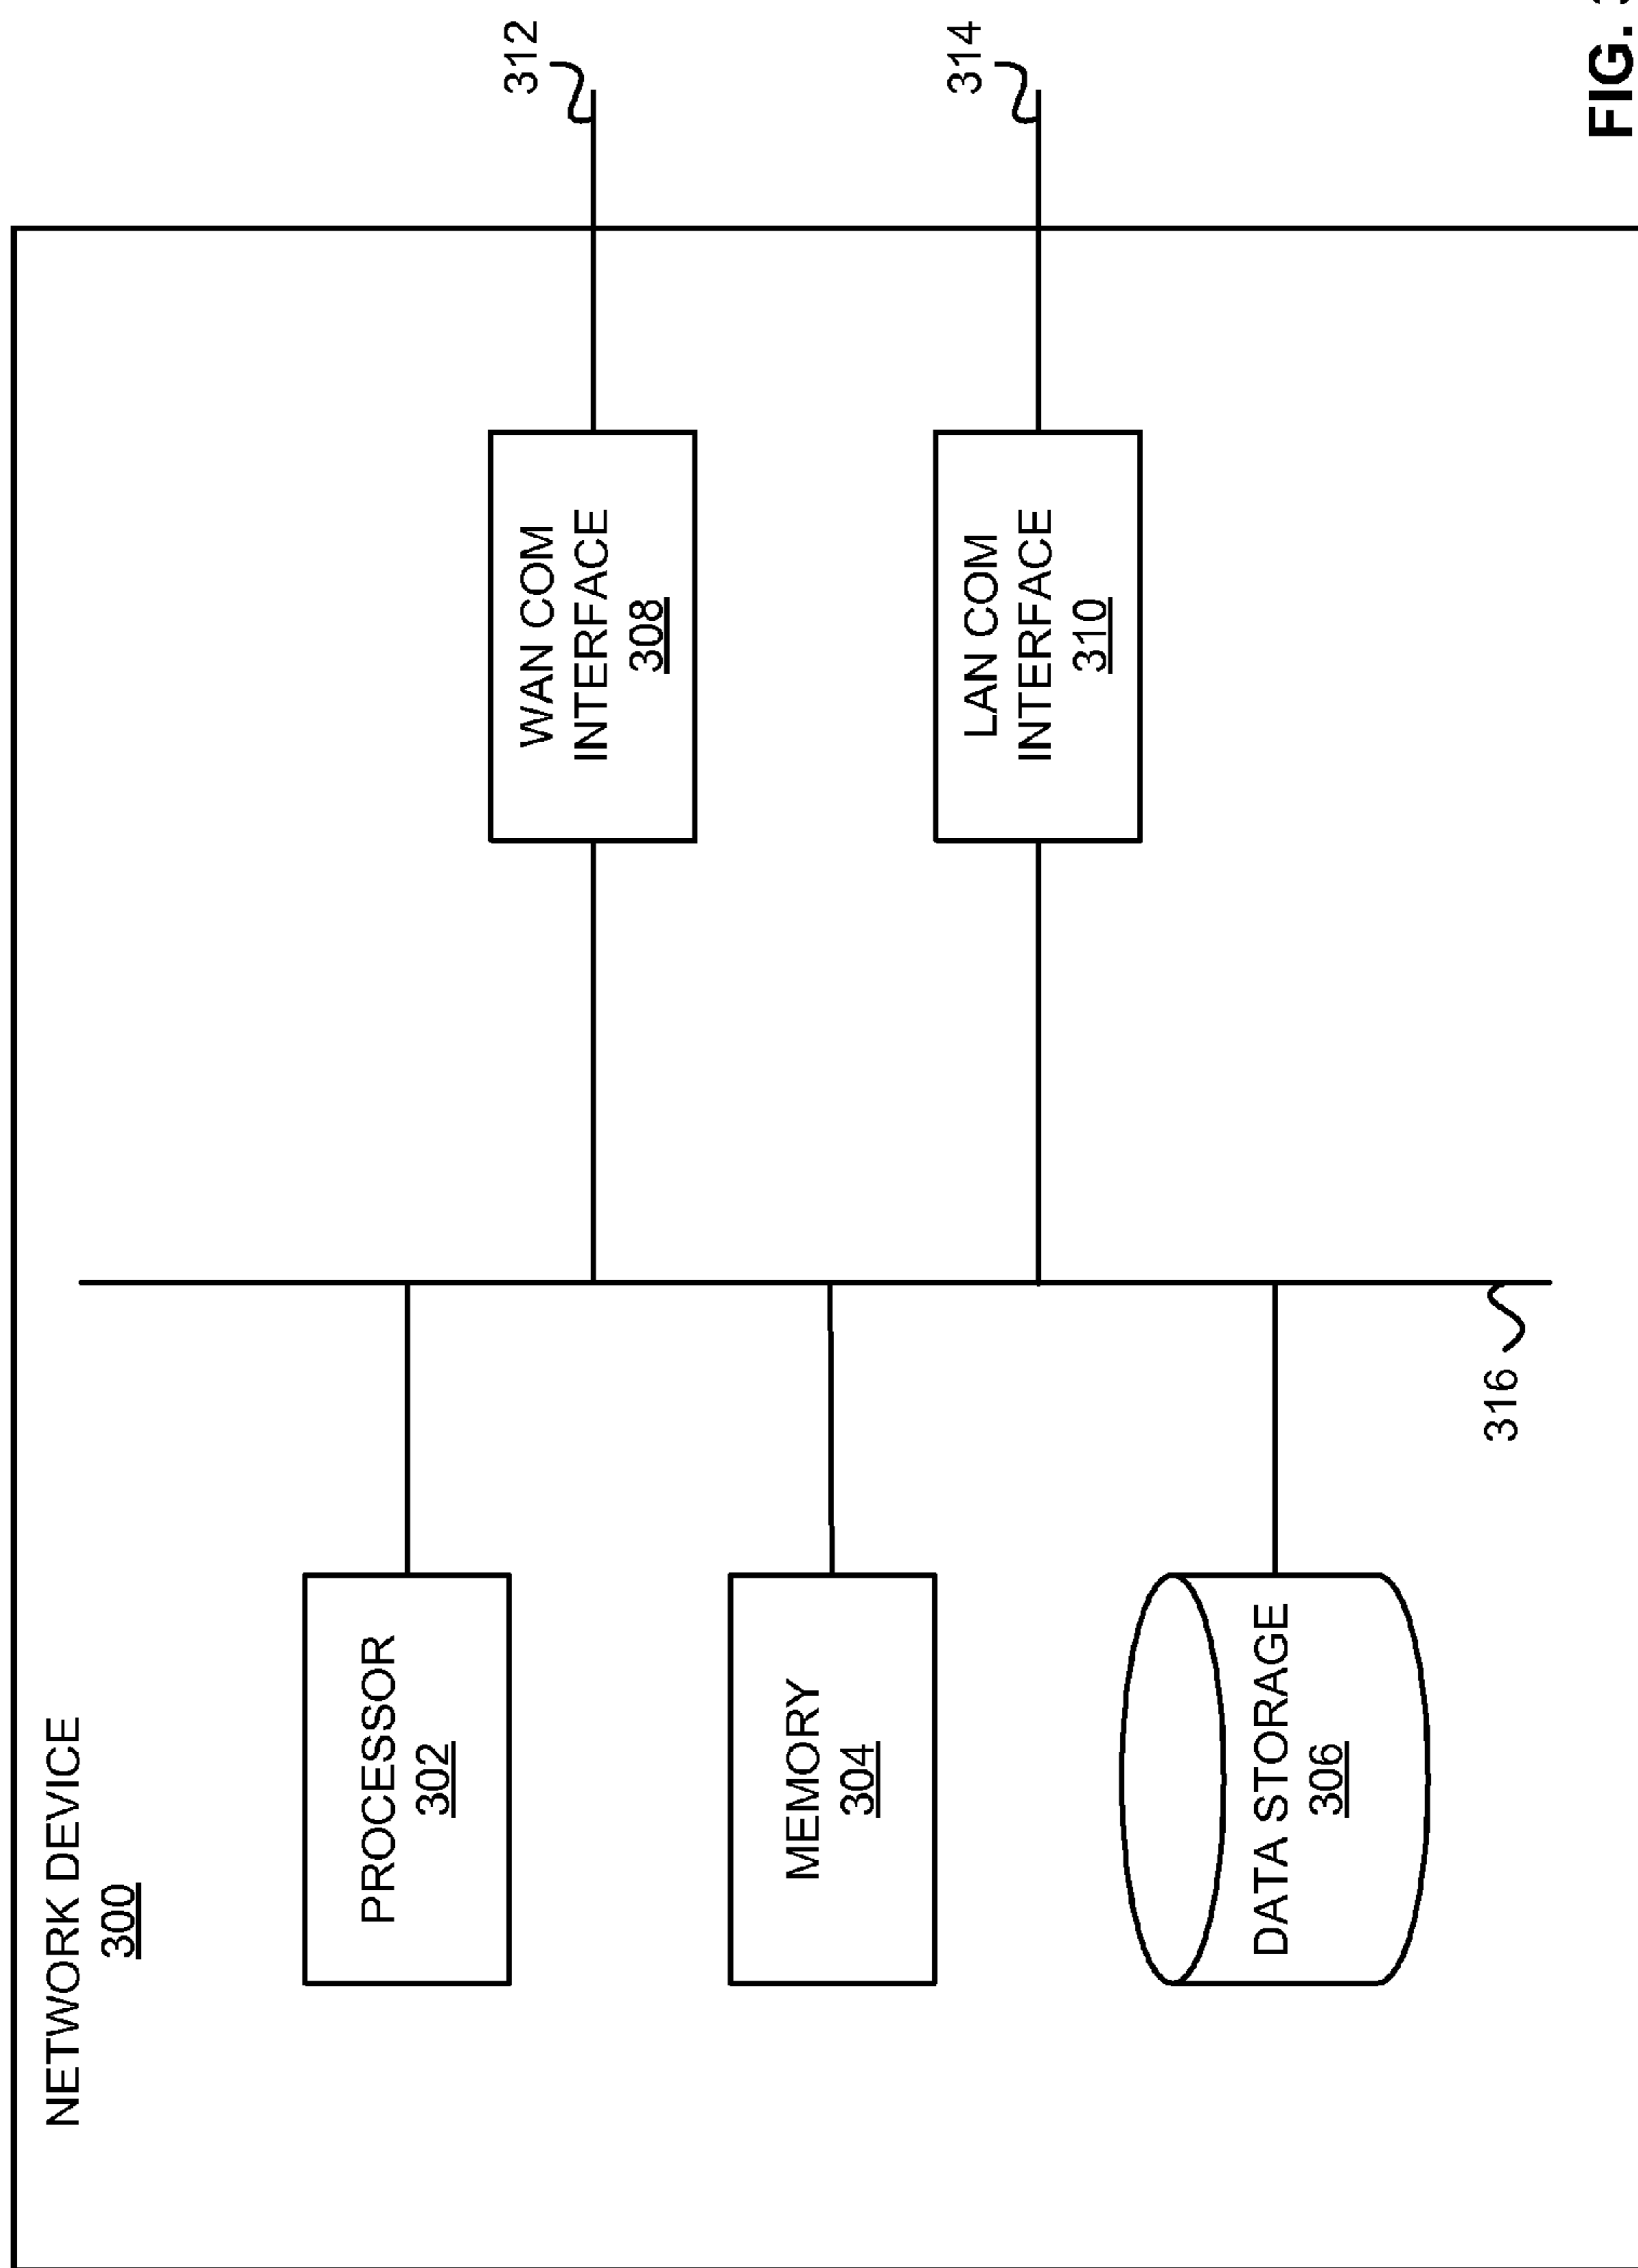 NETWORK DEVICE
300
PROCESSOR
302
MEMORY
304
DATA STORAGE
306
WAN COM
INTERFACE
308
LAN COM
INTERFACE
310
312
314
316
FIG.